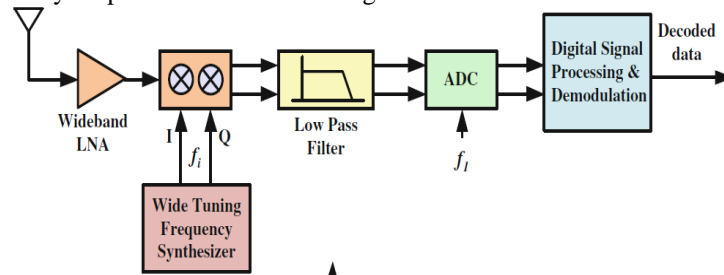 Wideband
LNA
I
Q
f_i
Wide Tuning
Frequency
Synthesizer
Low Pass
Filter
ADC
f_I
Digital Signal
Processing &
Demodulation
Decoded
data